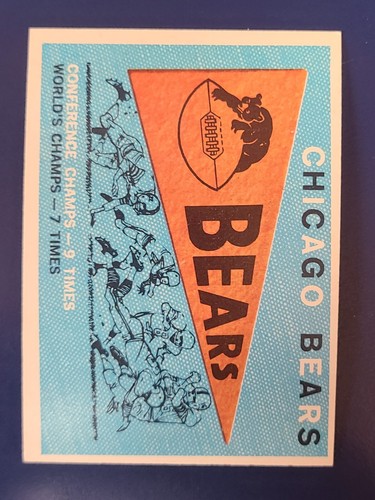 CHICAGO BEARS
BEARS
CONFERENCE CHAMPS — 9 TIMES
WORLD'S CHAMPS — 7 TIMES